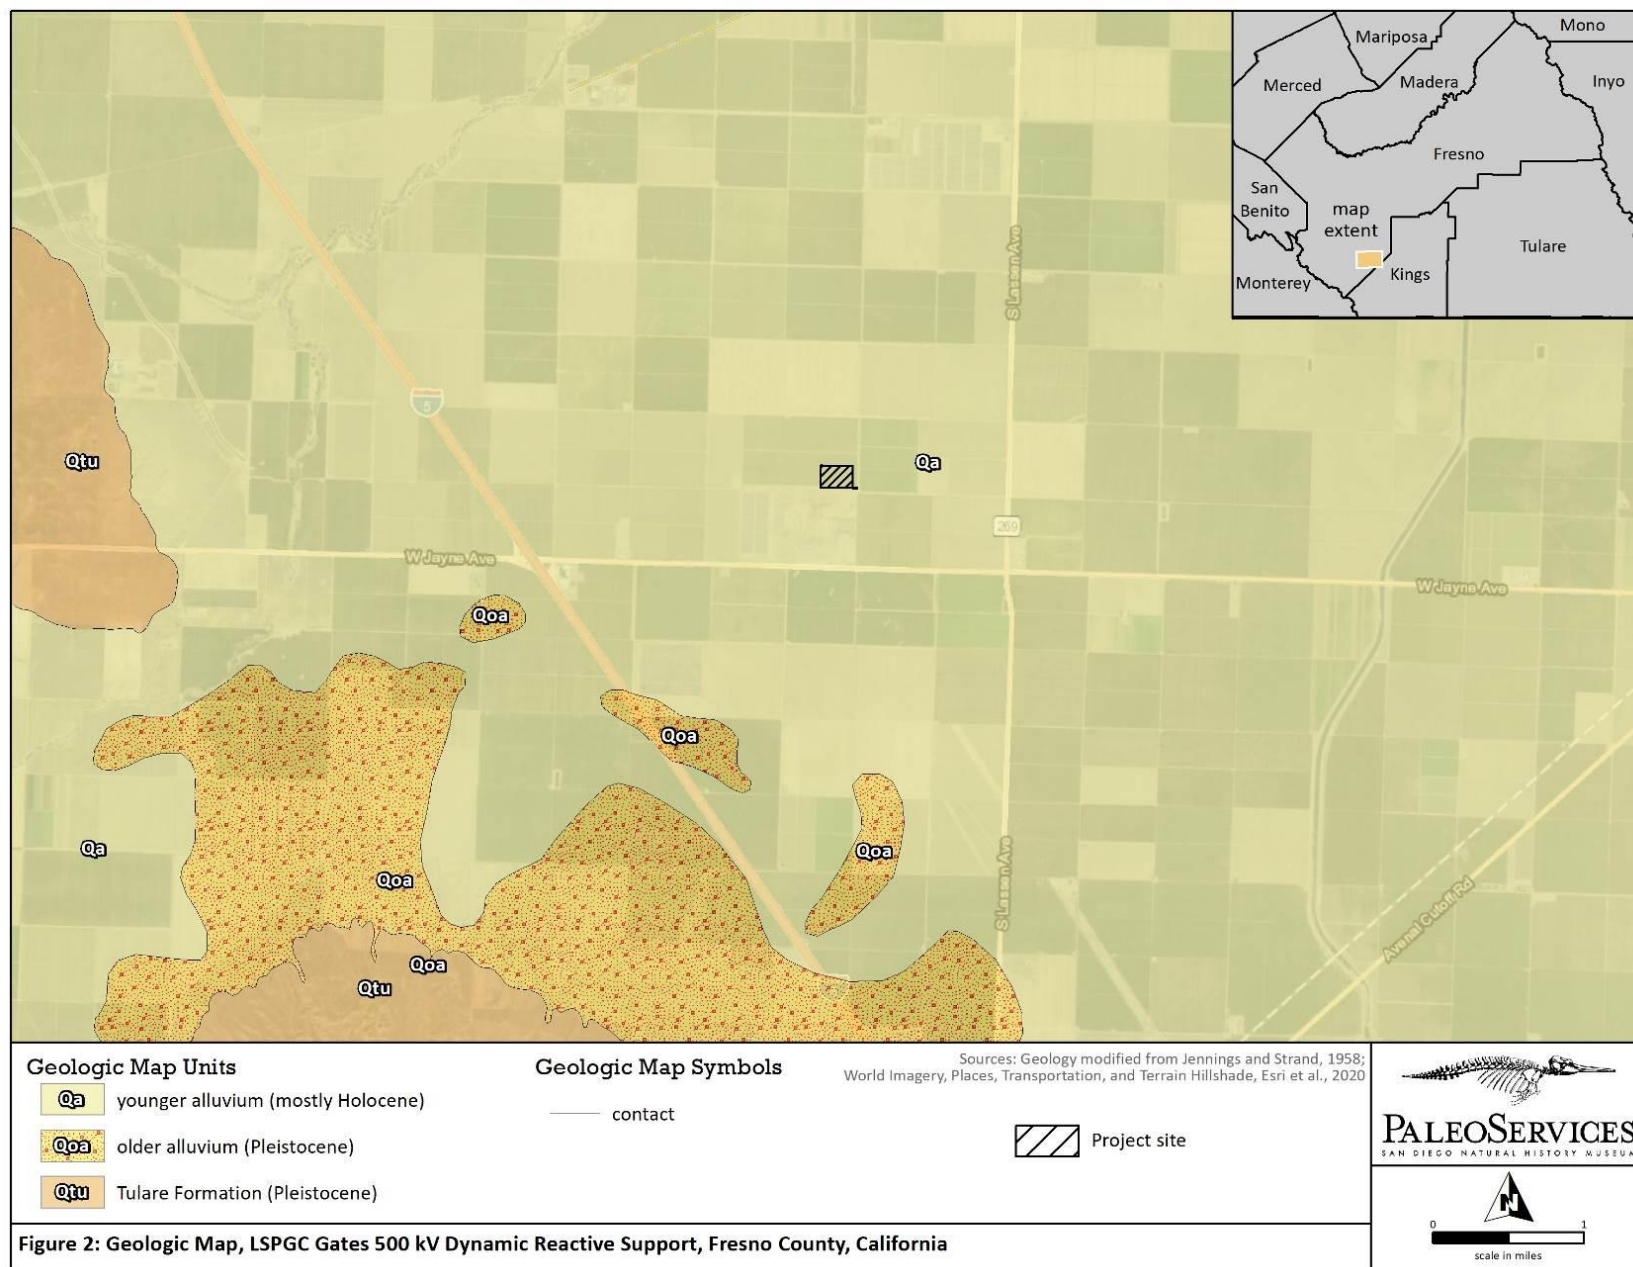 Mono
Mariposa
Merced
Madera
Inyo
Fresno
San
Benito
map
extent
Tulare
Kings
Monterey
S Lassen Ave
5
Qtu
Qa
269
W Jayne Ave
W Jayne Ave
Qoa
Qoa
Qa
Qoa
Qoa
S Lassen Ave
Avenal Cutoff Rd
Qoa
Qtu
Geologic Map Units
Qa younger alluvium (mostly Holocene)
Qoa older alluvium (Pleistocene)
Qtu Tulare Formation (Pleistocene)
Geologic Map Symbols
contact
Sources: Geology modified from Jennings and Strand, 1958;
World Imagery, Places, Transportation, and Terrain Hillshade, Esri et al., 2020
Project site
PALEOSERVICES
SAN DIEGO NATURAL HISTORY MUSEUM
N
0 1
scale in miles
Figure 2: Geologic Map, LSPGC Gates 500 kV Dynamic Reactive Support, Fresno County, California